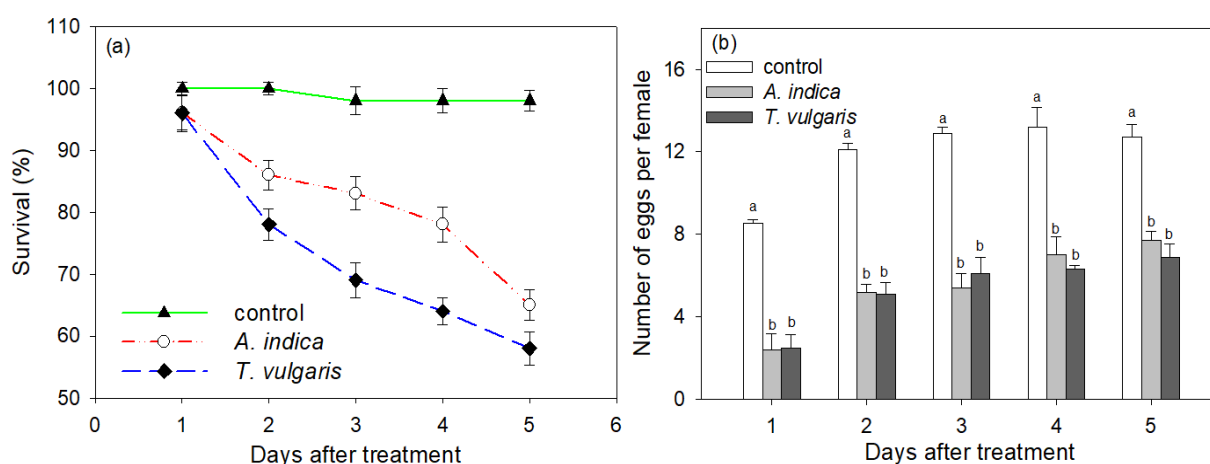 (a)
110
100
90
80
70
60
50
Survival (%)
control
A. indica
T. vulgaris
0 1 2 3 4 5 6
Days after treatment
(b)
16
12
8
4
0
Number of eggs per female
control
A. indica
T. vulgaris
a
b b
a
b b
a
b b
a
b b
a
b b
1 2 3 4 5
Days after treatment